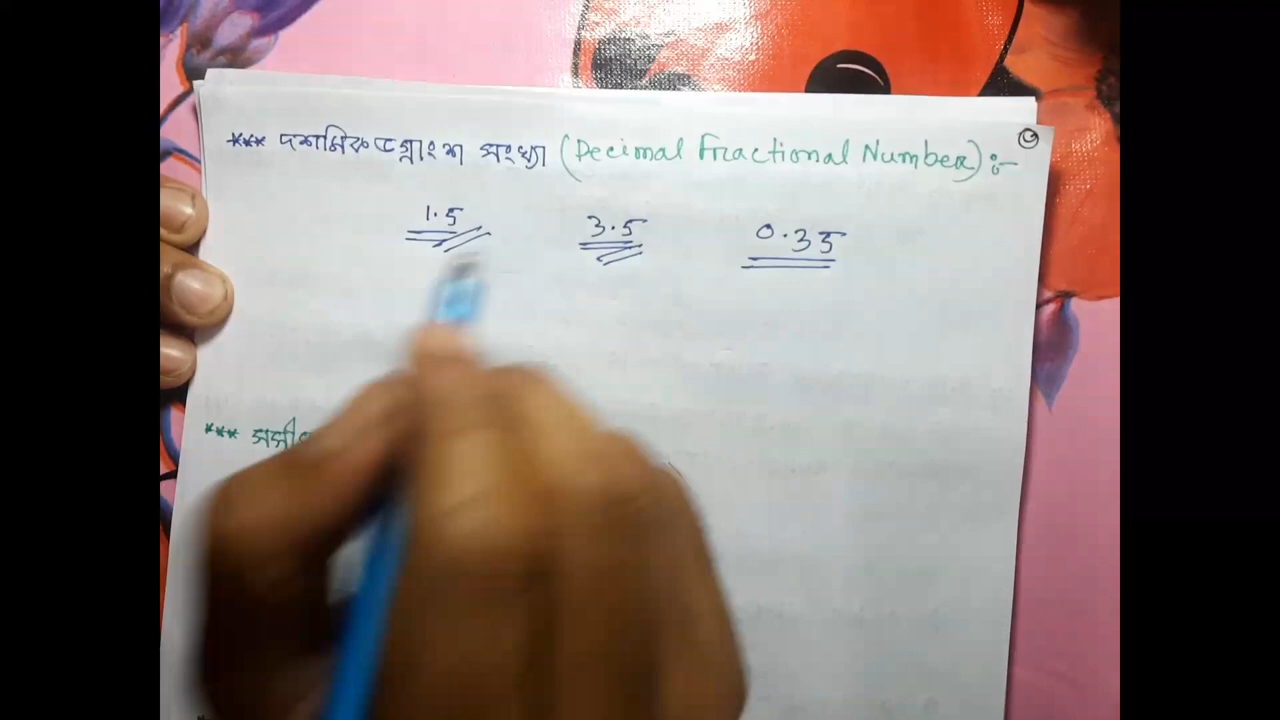 *** দশমিক ভগ্নাংশ সংখ্যা (Decimal Fractional Number) :-
1.5 3.5 0.35
***